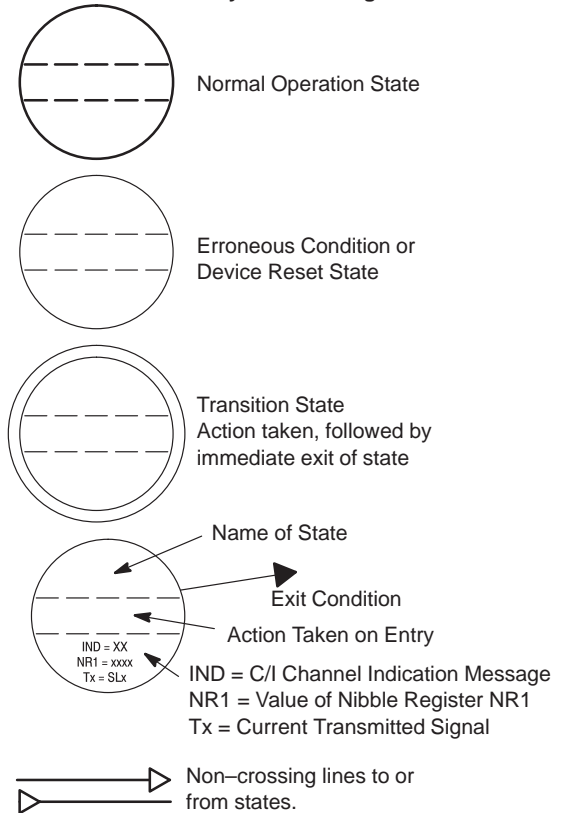 Normal Operation State
Erroneous Condition or
Device Reset State
Transition State
Action taken, followed by
immediate exit of state
Name of State
Exit Condition
Action Taken on Entry
IND = XX
NR1 = xxxx
Tx = SLx
IND = C/I Channel Indication Message
NR1 = Value of Nibble Register NR1
Tx = Current Transmitted Signal
Non–crossing lines to or
from states.